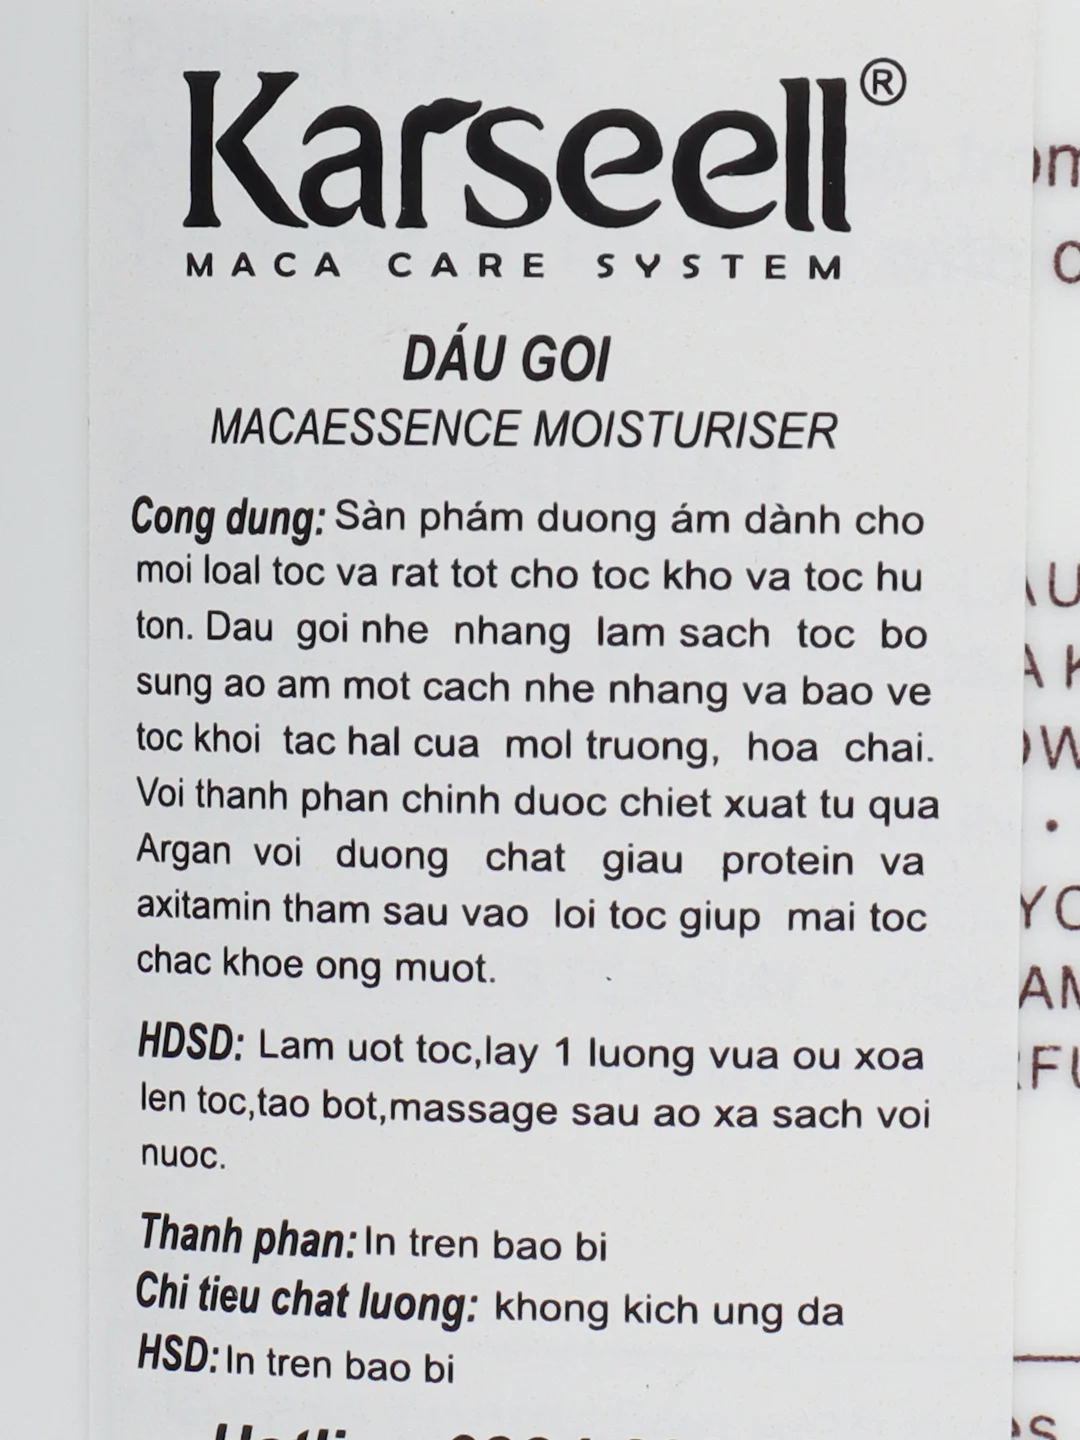 Karseell®
MACA CARE SYSTEM
DÁU GOI
MACAESSENCE MOISTURISER
Cong dung: Sàn phám duong ám dành cho
moi loal toc va rat tot cho toc kho va toc hu
ton. Dau goi nhe nhang lam sach toc bo
sung ao am mot cach nhe nhang va bao ve
toc khoi tac hal cua mol truong, hoa chai.
Voi thanh phan chinh duoc chiet xuat tu qua
Argan voi duong chat giau protein va
axitamin tham sau vao loi toc giup mai toc
chac khoe ong muot.
HDSD: Lam uot toc,lay 1 luong vua ou xoa
len toc,tao bot,massage sau ao xa sach voi
nuoc.
Thanh phan: In tren bao bi
Chi tieu chat luong: khong kich ung da
HSD: In tren bao bi